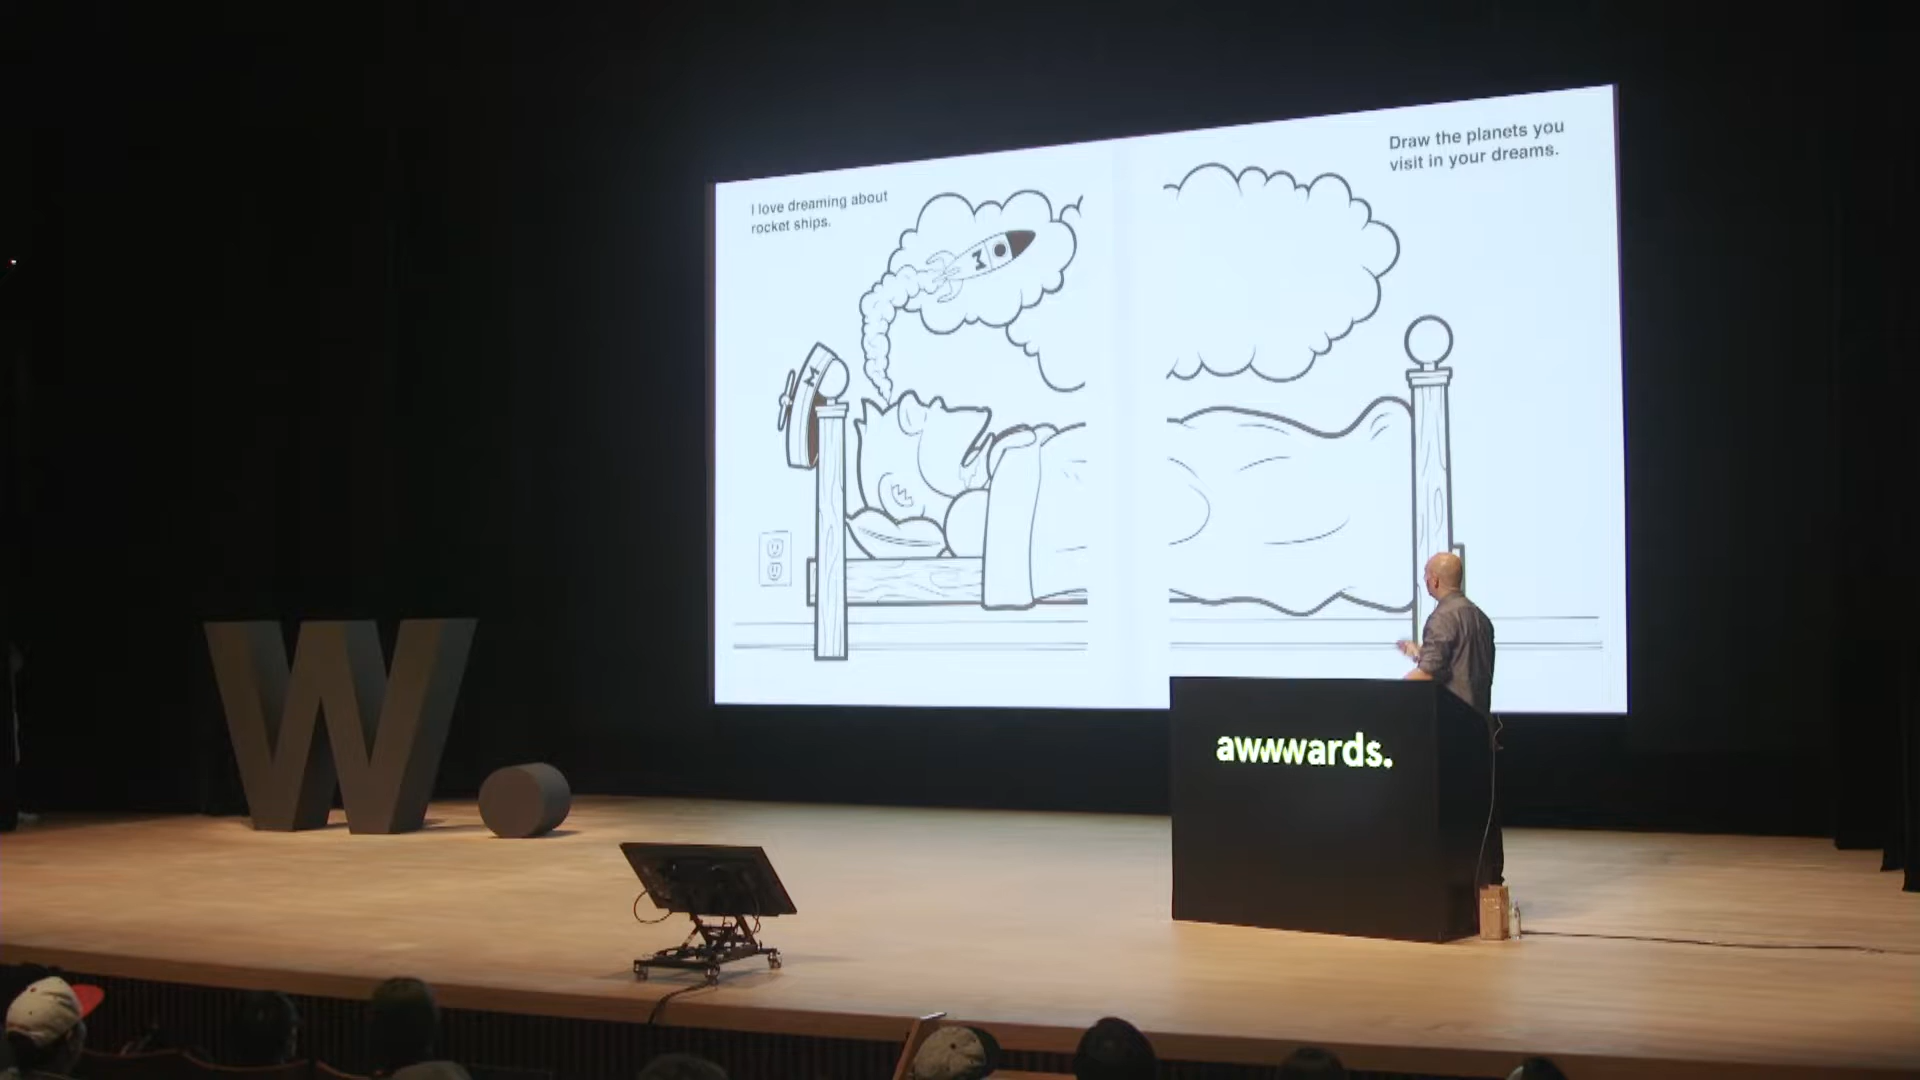 I love dreaming about
rocket ships.
Draw the planets you
visit in your dreams.
M
M
W.
awwwards.